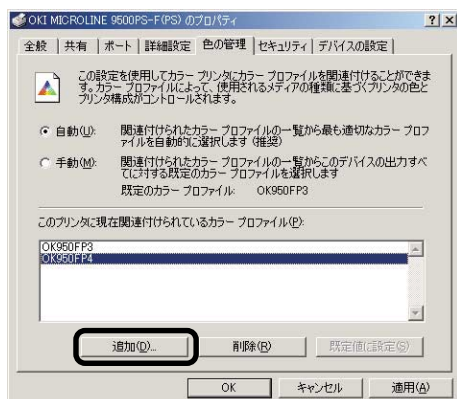 OKI MICROLINE 9500PS-F(PS) のプロパティ
全般 共有 ポート 詳細設定 色の管理 セキュリティ デバイスの設定
この設定を使用してカラー プリンタにカラー プロファイルを関連付けることができま
す。カラー プロファイルによって、使用されるメディアの種類に基づくプリンタの色と
プリンタ構成がコントロールされます。
自動(U): 関連付けられたカラー プロファイルの一覧から最も適切なカラー プロフ
ァイルを自動的に選択します (推奨)
手動(M): 関連付けられたカラー プロファイルの一覧からこのデバイスの出力すべ
てに対する既定のカラー プロファイルを選択します
既定のカラー プロファイル: OK950FP3
このプリンタに現在関連付けられているカラー プロファイル(P):
OK950FP3
OK950FP4
追加(D)... 削除(R) 既定値に設定(S)
OK キャンセル 適用(A)